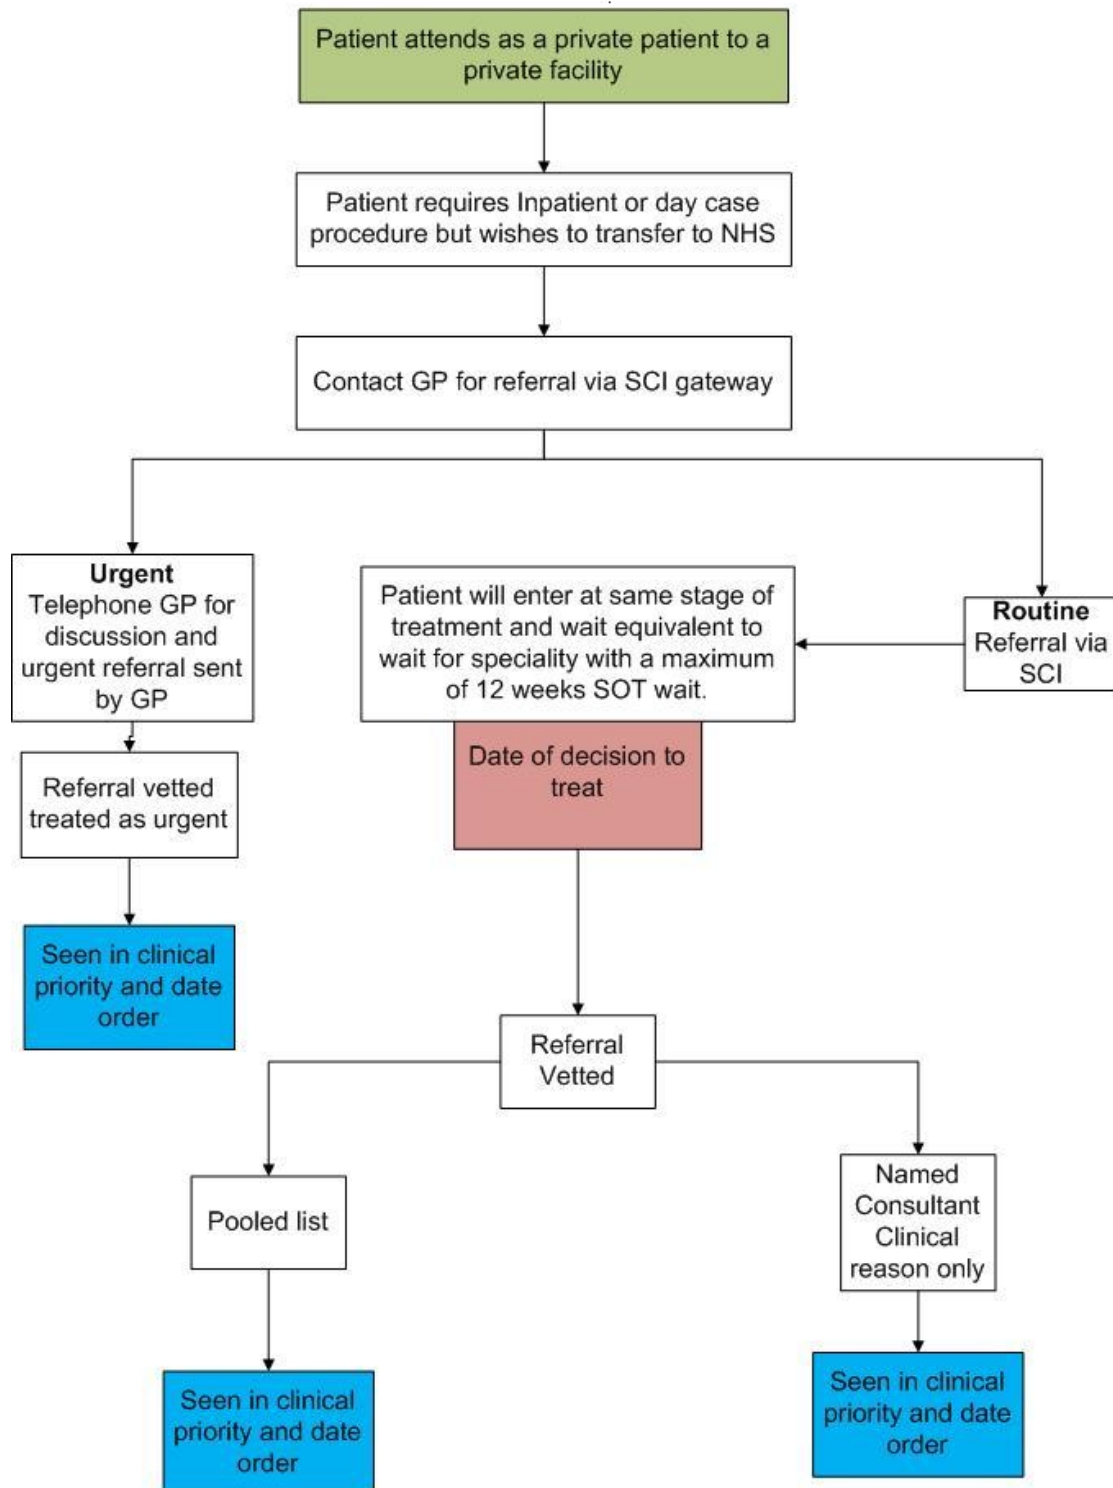 Patient attends as a private patient to a
private facility
Patient requires Inpatient or day case
procedure but wishes to transfer to NHS
Contact GP for referral via SCI gateway
Urgent
Telephone GP for
discussion and
urgent referral sent
by GP
Patient will enter at same stage of
treatment and wait equivalent to
wait for speciality with a maximum
of 12 weeks SOT wait.
Routine
Referral via
SCI
Date of decision to
treat
Referral vetted
treated as urgent
Seen in clinical
priority and date
order
Referral
Vetted
Pooled list
Named
Consultant
Clinical
reason only
Seen in clinical
priority and date
order
Seen in clinical
priority and date
order